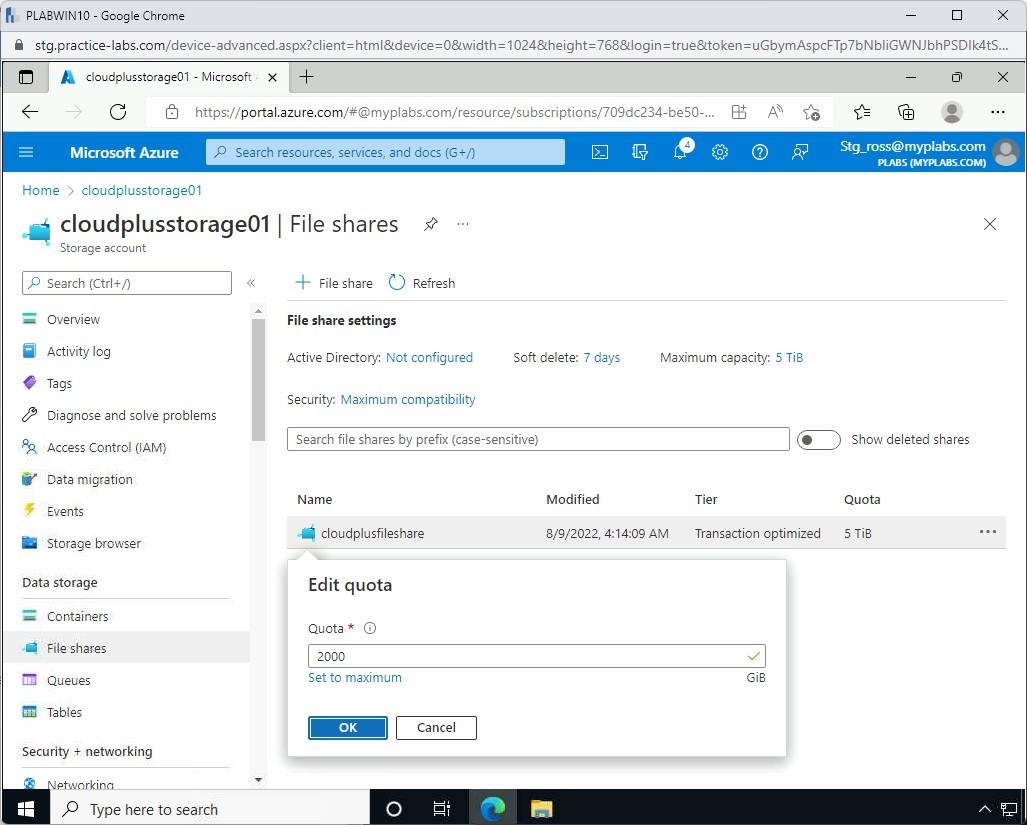 PLABWIN10 - Google Chrome
stg.practice-labs.com/device-advanced.aspx?client=html&device=0&width=1024&height=768&login=true&token=uGbymAspcFTp7bNbIiGWNJbhPSDIk4tS...
cloudplusstorage01 - Microsoft A
https://portal.azure.com/#@myplabs.com/resource/subscriptions/709dc234-be50-...
Microsoft Azure
Search resources, services, and docs (G+/)
4
Stg_ross@myplabs.com
PLABS (MYPLABS.COM)
Home > cloudplusstorage01
cloudplusstorage01 | File shares
Storage account
Search (Ctrl+/)
File share
Refresh
Overview
Activity log
Tags
Diagnose and solve problems
Access Control (IAM)
Data migration
Events
Storage browser
Data storage
Containers
File shares
Queues
Tables
Security + networking
Networking
File share settings
Active Directory: Not configured
Soft delete: 7 days
Maximum capacity: 5 TiB
Security: Maximum compatibility
Search file shares by prefix (case-sensitive)
Show deleted shares
Name Modified Tier Quota
cloudplusfileshare 8/9/2022, 4:14:09 AM Transaction optimized 5 TiB
Edit quota
Quota *
2000
Set to maximum
GiB
OK
Cancel
Type here to search